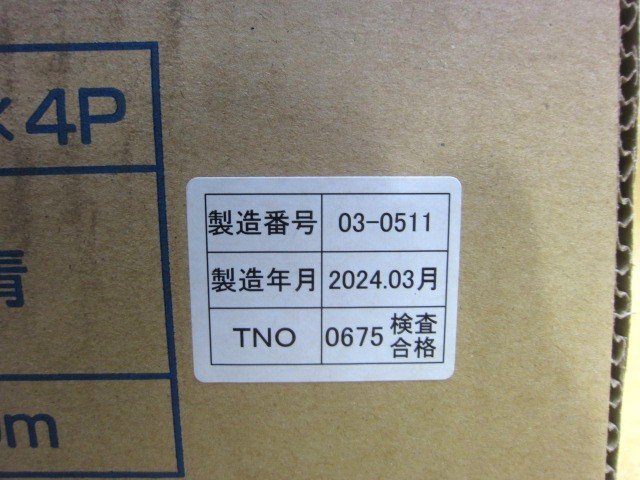 ×4P
製造番号 03-0511
製造年月 2024.03月
TNO 0675 検査
合格
m